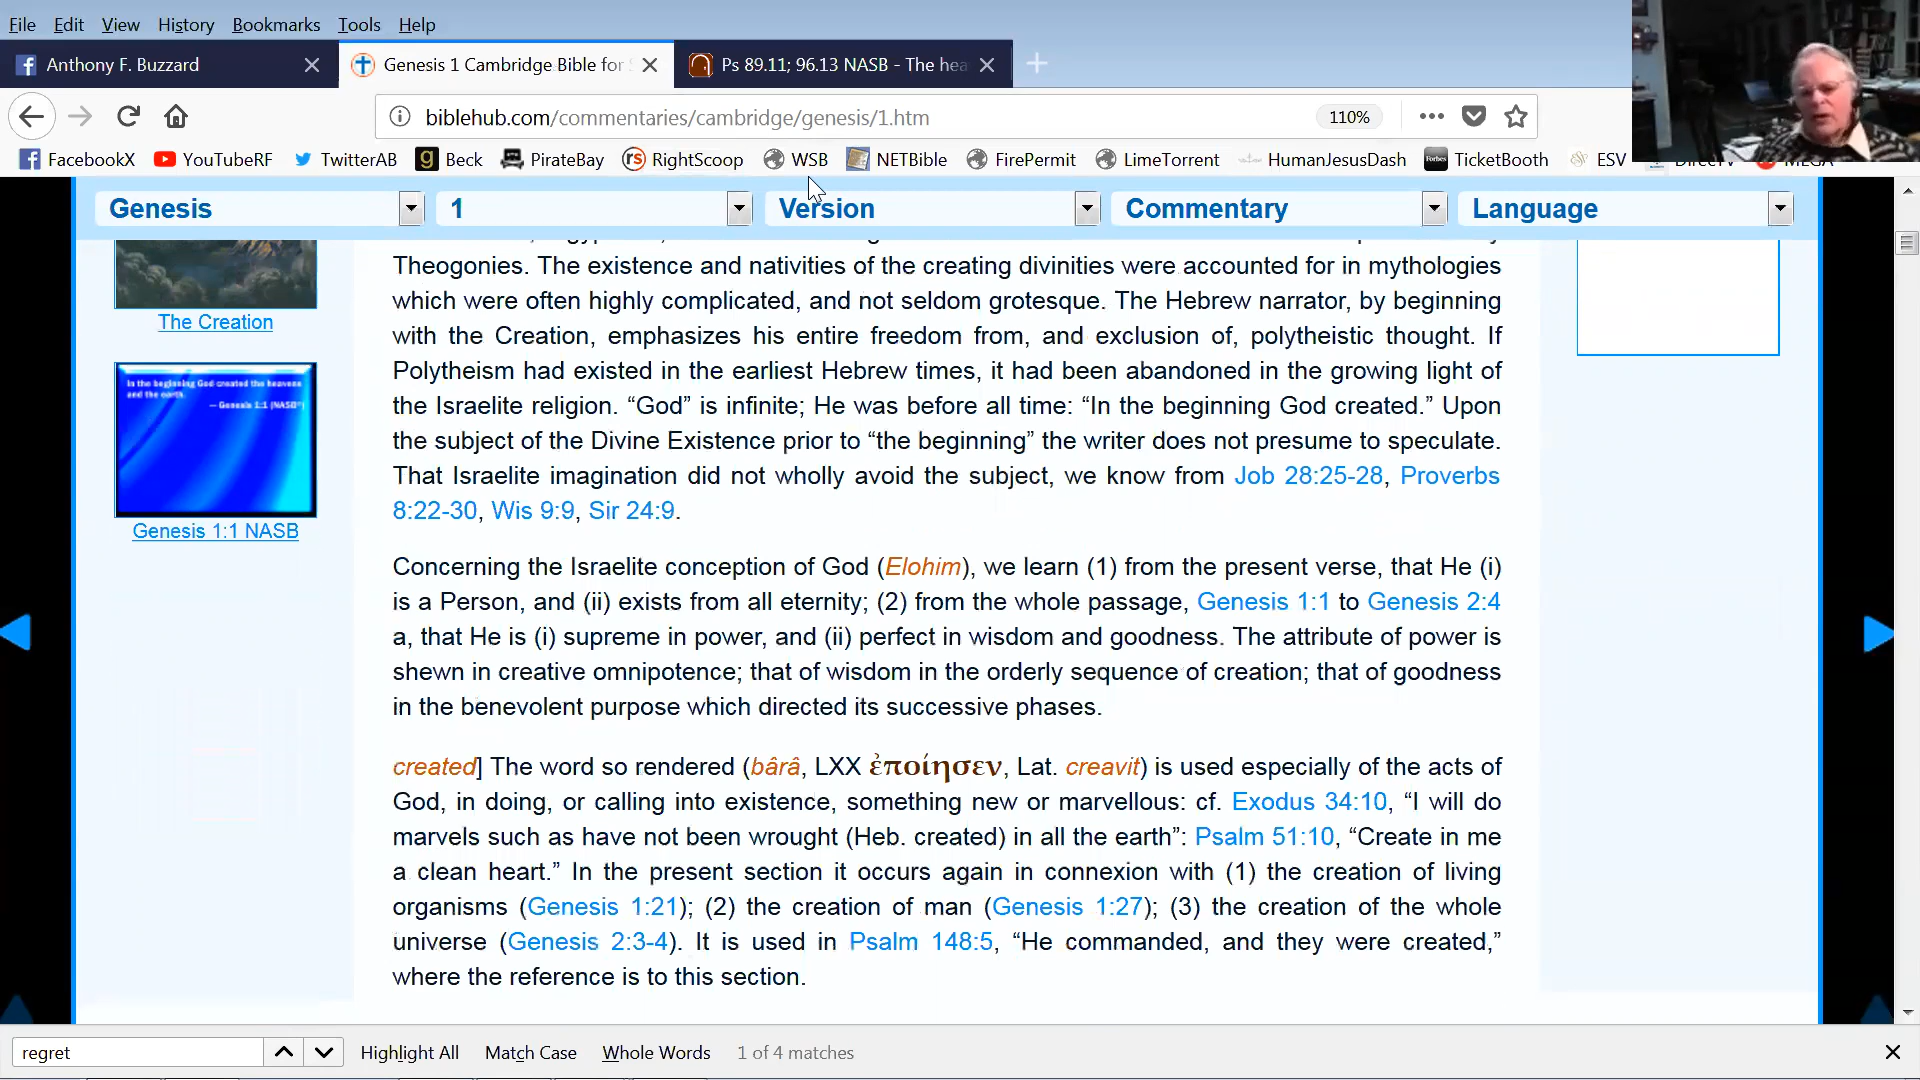 File Edit View History Bookmarks Tools Help
Anthony F. Buzzard
Genesis 1 Cambridge Bible for
Ps 89.11; 96.13 NASB - The hea
biblehub.com/commentaries/cambridge/genesis/1.htm
110%
FacebookX YouTubeRF TwitterAB Beck PirateBay RightScoop WSB NETBible FirePermit LimeTorrent HumanJesusDash TicketBooth ESV
Genesis 1 Version Commentary Language
Theogonies. The existence and nativities of the creating divinities were accounted for in mythologies
which were often highly complicated, and not seldom grotesque. The Hebrew narrator, by beginning
with the Creation, emphasizes his entire freedom from, and exclusion of, polytheistic thought. If
Polytheism had existed in the earliest Hebrew times, it had been abandoned in the growing light of
the Israelite religion. “God” is infinite; He was before all time: “In the beginning God created.” Upon
the subject of the Divine Existence prior to “the beginning” the writer does not presume to speculate.
That Israelite imagination did not wholly avoid the subject, we know from Job 28:25-28, Proverbs
8:22-30, Wis 9:9, Sir 24:9.
Concerning the Israelite conception of God (Elohim), we learn (1) from the present verse, that He (i)
is a Person, and (ii) exists from all eternity; (2) from the whole passage, Genesis 1:1 to Genesis 2:4
a, that He is (i) supreme in power, and (ii) perfect in wisdom and goodness. The attribute of power is
shewn in creative omnipotence; that of wisdom in the orderly sequence of creation; that of goodness
in the benevolent purpose which directed its successive phases.
created] The word so rendered (bârâ, LXX ἐποίησεν, Lat. creavit) is used especially of the acts of
God, in doing, or calling into existence, something new or marvellous: cf. Exodus 34:10, “I will do
marvels such as have not been wrought (Heb. created) in all the earth”: Psalm 51:10, “Create in me
a clean heart.” In the present section it occurs again in connexion with (1) the creation of living
organisms (Genesis 1:21); (2) the creation of man (Genesis 1:27); (3) the creation of the whole
universe (Genesis 2:3-4). It is used in Psalm 148:5, “He commanded, and they were created,”
where the reference is to this section.
The Creation
In the beginning God created the heavens
and the earth.
— Genesis 1:1 (NASB*)
Genesis 1:1 NASB
regret Highlight All Match Case Whole Words 1 of 4 matches